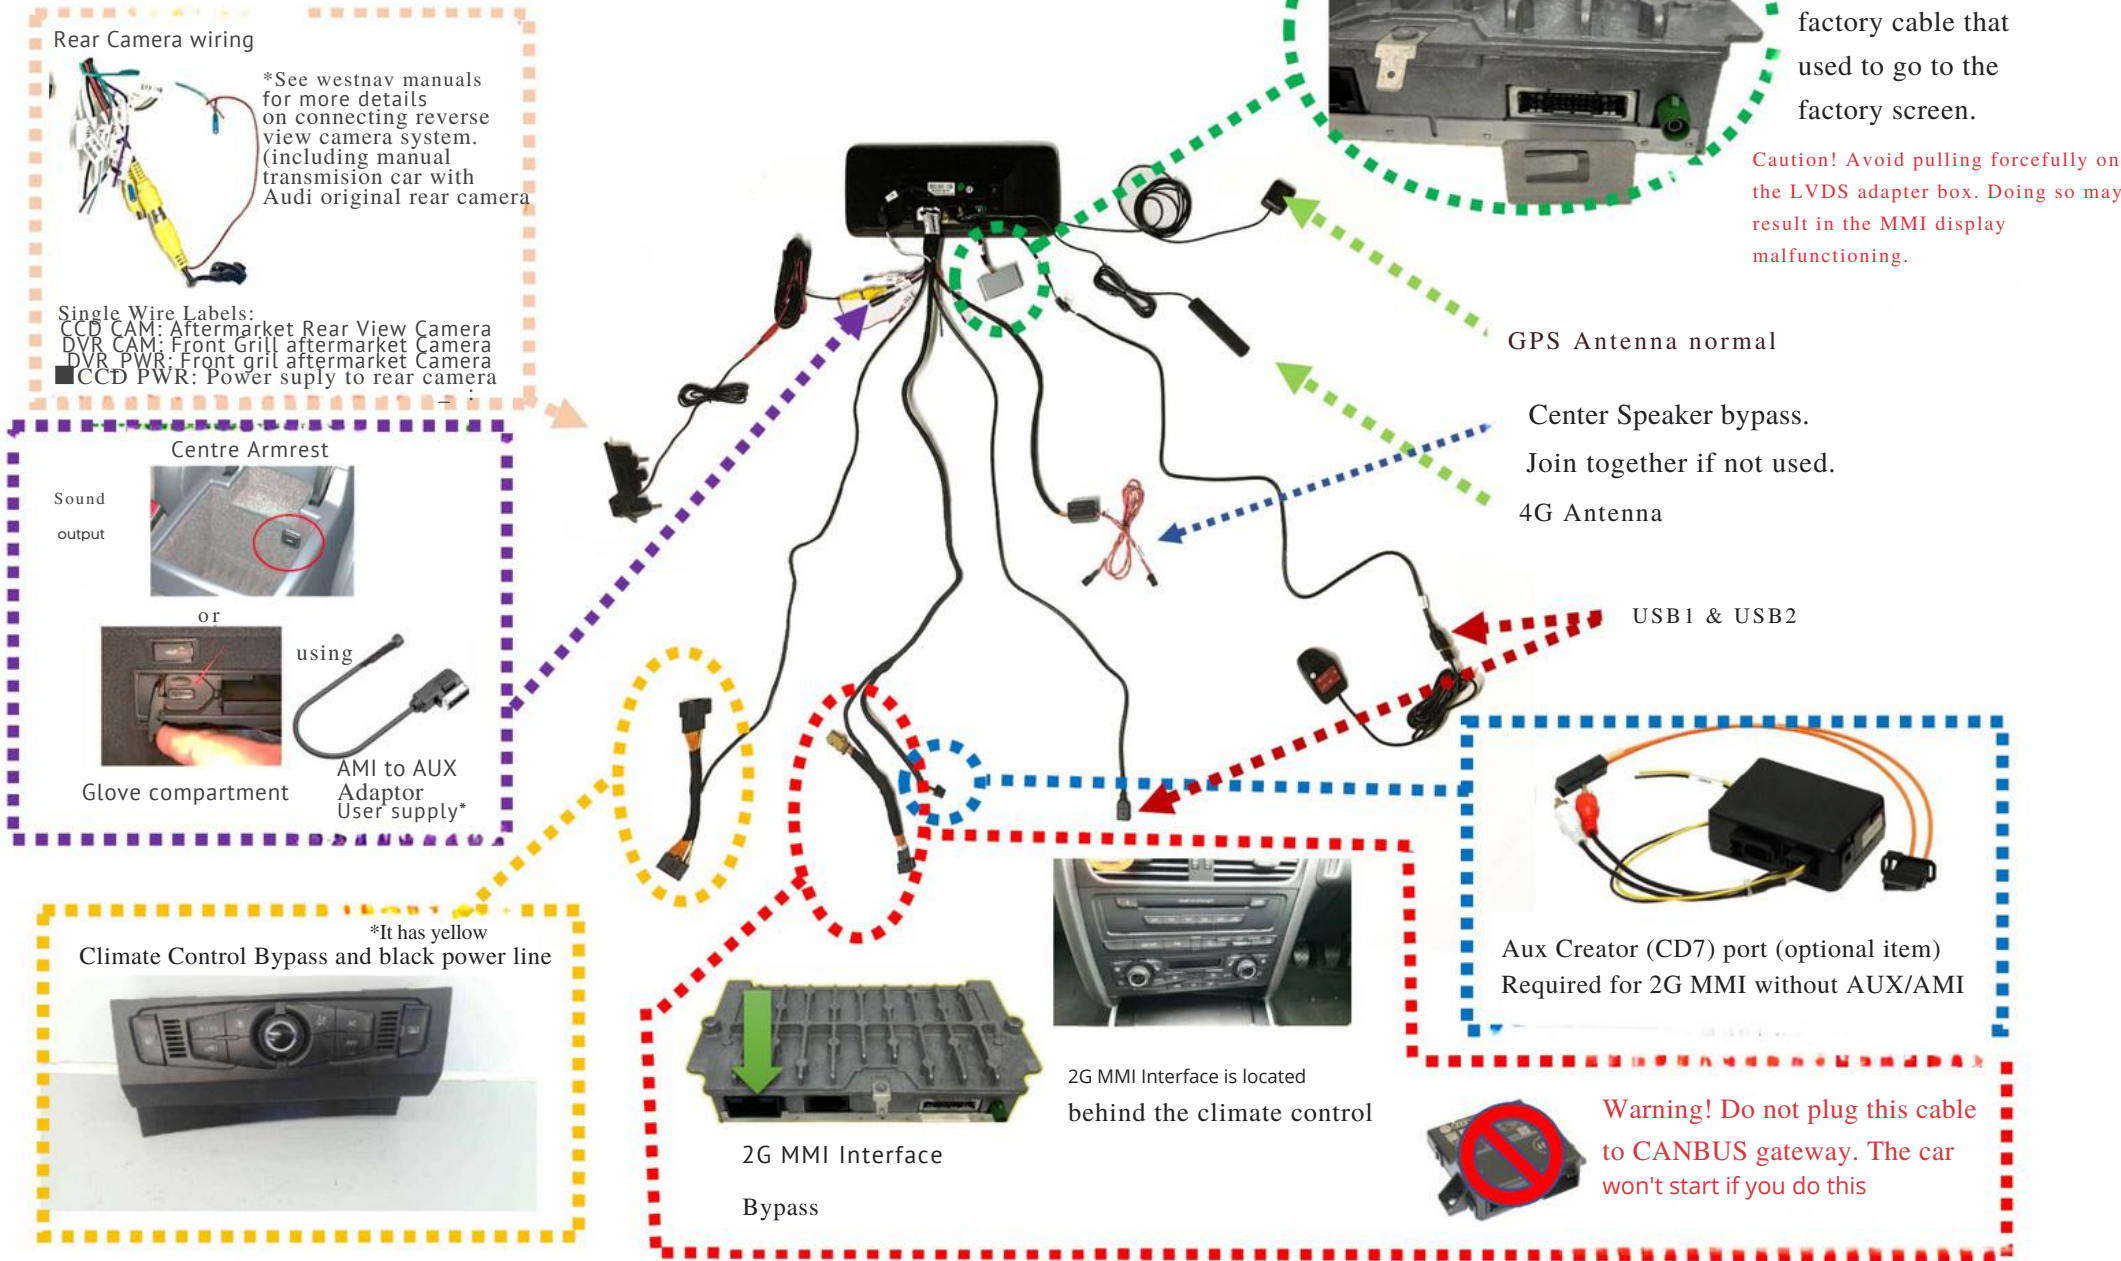 Rear Camera wiring
*See westnav manuals
for more details
on connecting reverse
view camera system.
(including manual
transmision car with
Audi original rear camera
Single Wire Labels:
CCD CAM: Aftermarket Rear View Camera
DVR CAM: Front Grill aftermarket Camera
DVR PWR: Front gril aftermarket Camera
CCD PWR: Power suply to rear camera
factory cable that
used to go to the
factory screen.
Caution! Avoid pulling forcefully on
the LVDS adapter box. Doing so may
result in the MMI display
malfunctioning.
GPS Antenna normal
Center Speaker bypass.
Join together if not used.
4G Antenna
USB1 & USB2
Centre Armrest
Sound
output
or
using
Glove compartment
AMI to AUX
Adaptor
User supply*
*It has yellow
Climate Control Bypass and black power line
2G MMI Interface
Bypass
2G MMI Interface is located
behind the climate control
Aux Creator (CD7) port (optional item)
Required for 2G MMI without AUX/AMI
Warning! Do not plug this cable
to CANBUS gateway. The car
won't start if you do this